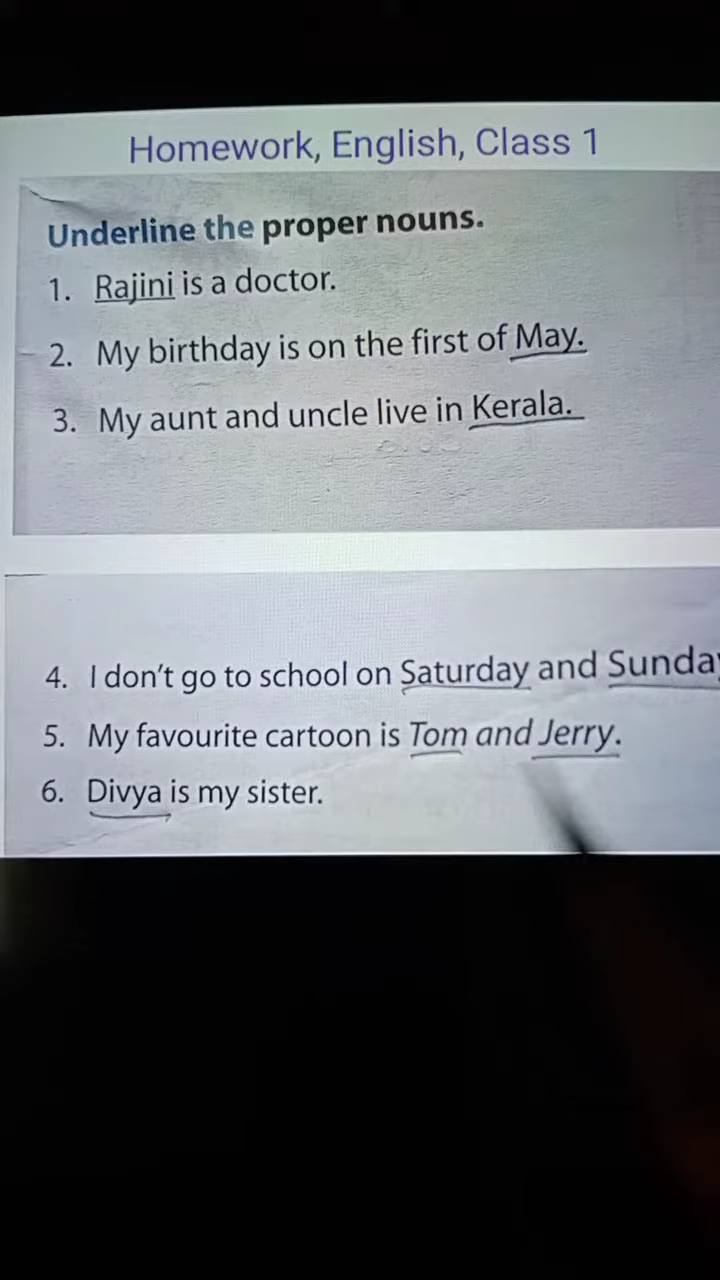 Homework, English, Class 1
Underline the proper nouns.
1. Rajini is a doctor.
2. My birthday is on the first of May.
3. My aunt and uncle live in Kerala.
4. I don't go to school on Saturday and Sunday
5. My favourite cartoon is Tom and Jerry.
6. Divya is my sister.